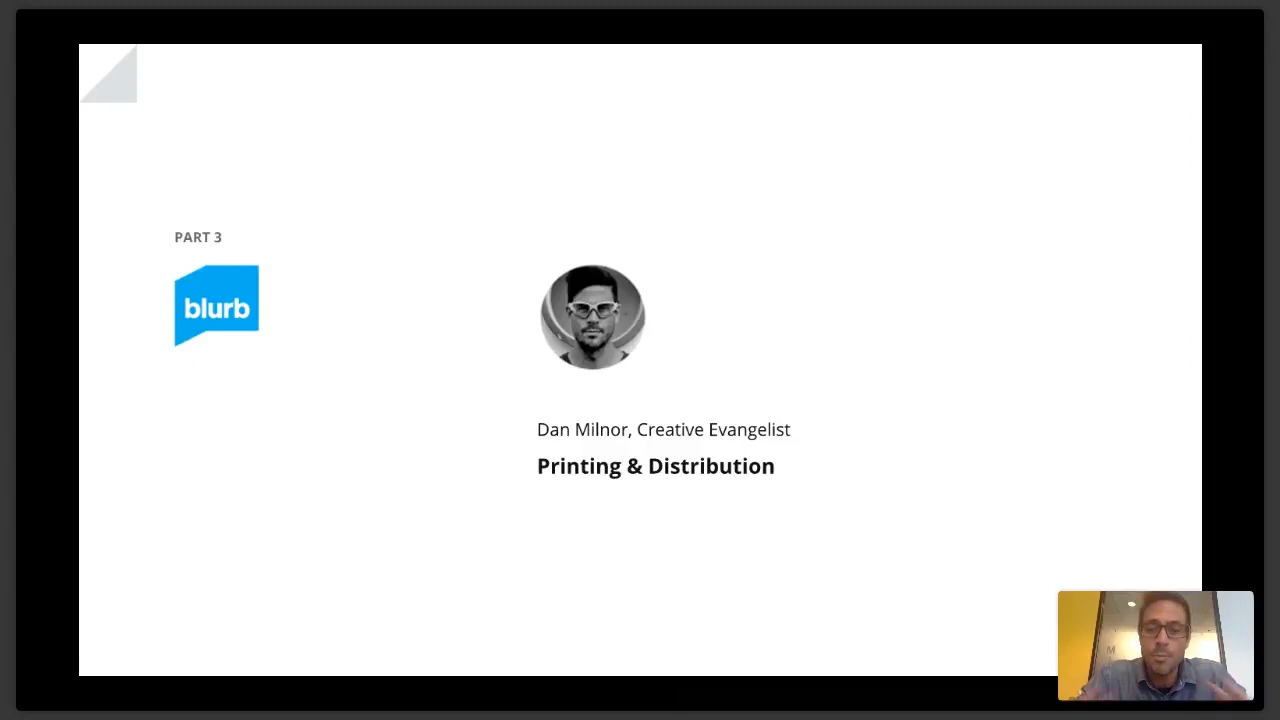 PART 3
blurb
Dan Milnor, Creative Evangelist
Printing & Distribution